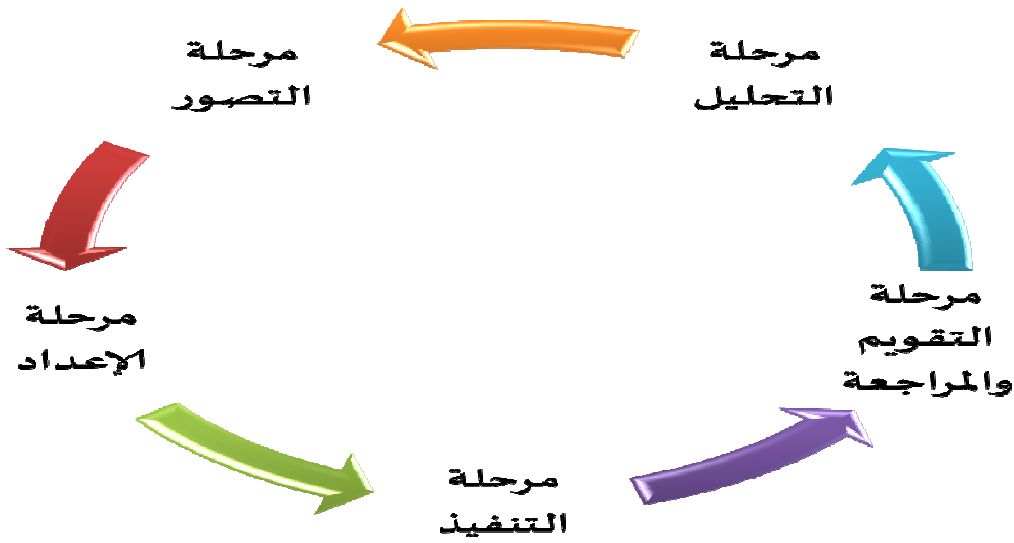 مرحلة
التحليل
مرحلة
التصور
مرحلة
الإعداد
مرحلة
التنفيذ
مرحلة
التقويم
والمراجعة